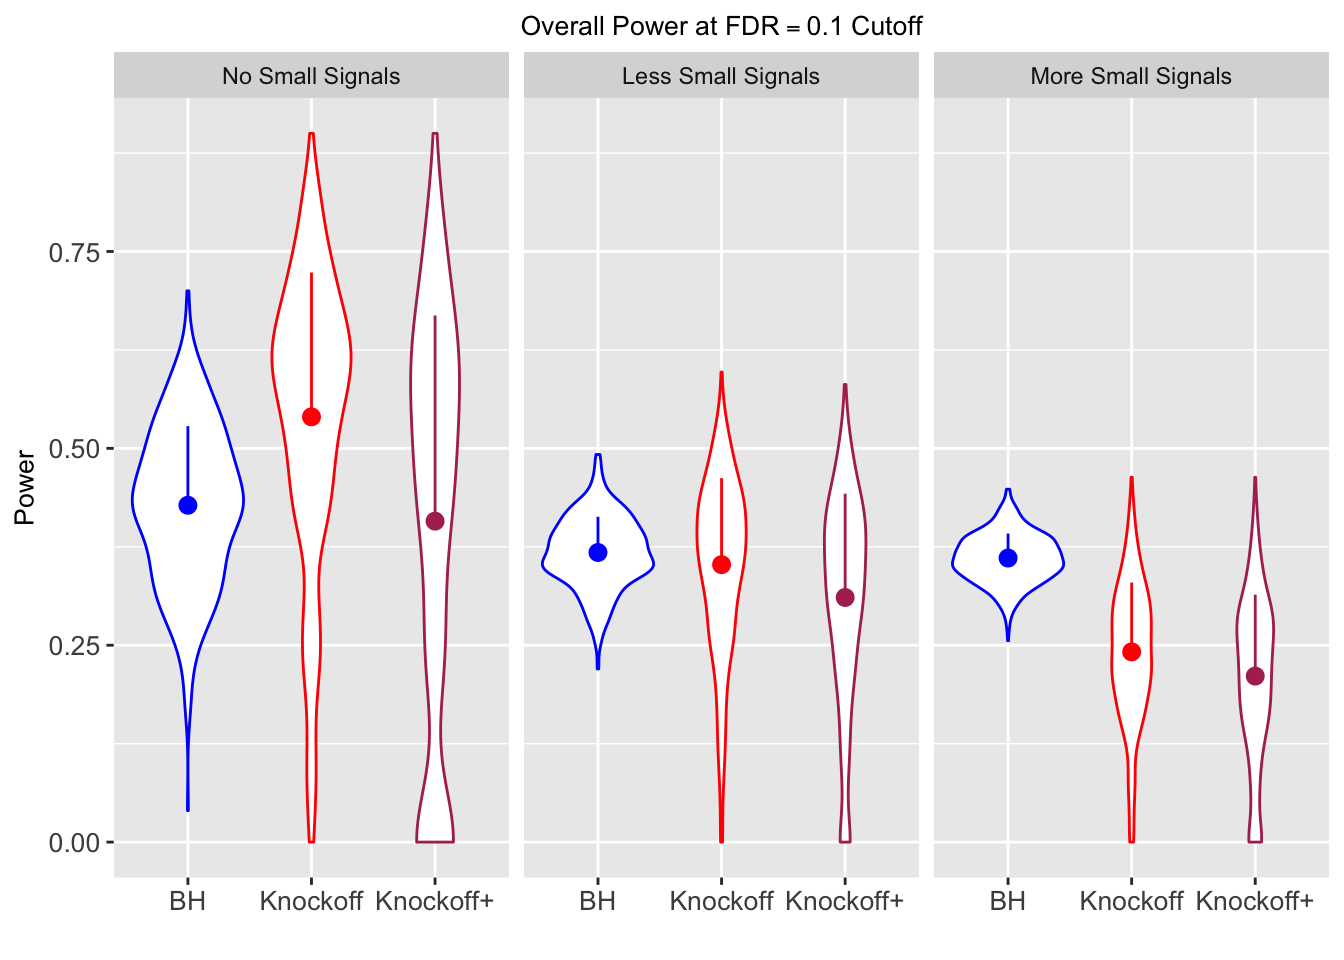 Overall Power at FDR = 0.1 Cutoff
No Small Signals
Less Small Signals
More Small Signals
Power
0.75
0.50
0.25
0.00
BH Knockoff Knockoff+
BH Knockoff Knockoff+
BH Knockoff Knockoff+